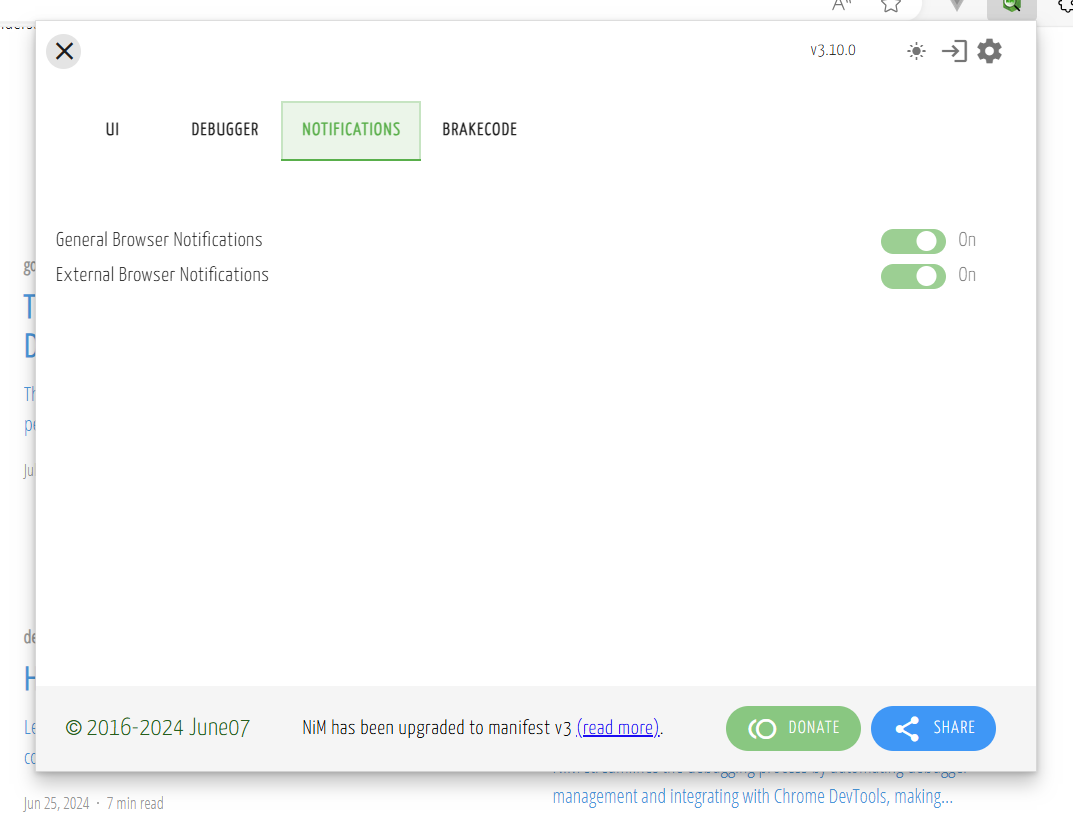 v3.10.0
UI DEBUGGER NOTIFICATIONS BRAKECODE
General Browser Notifications On
External Browser Notifications On
© 2016-2024 June07 NiM has been upgraded to manifest v3 (read more). DONATE SHARE
management and integrating with Chrome DevTools, making...
Jun 25, 2024 · 7 min read